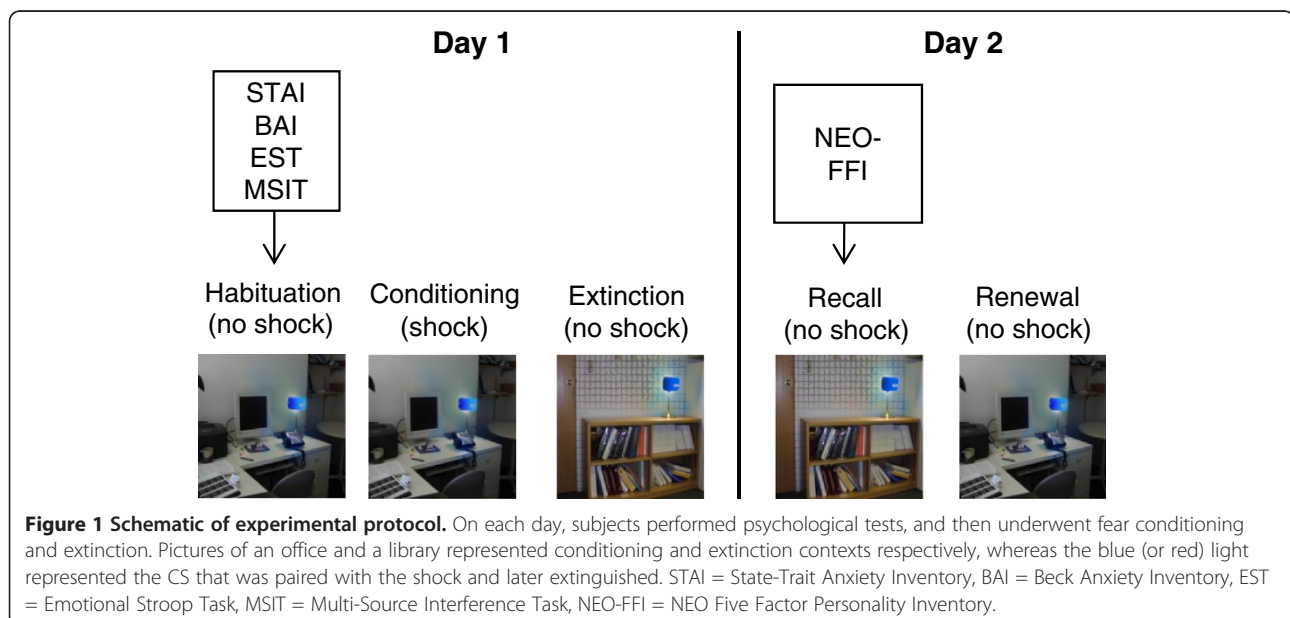 Day 1
Day 2
STAI
BAI
EST
MSIT
NEO-
FFI
Habituation
(no shock)
Conditioning
(shock)
Extinction
(no shock)
Recall
(no shock)
Renewal
(no shock)
Figure 1 Schematic of experimental protocol. On each day, subjects performed psychological tests, and then underwent fear conditioning
and extinction. Pictures of an office and a library represented conditioning and extinction contexts respectively, whereas the blue (or red) light
represented the CS that was paired with the shock and later extinguished. STAI = State-Trait Anxiety Inventory, BAI = Beck Anxiety Inventory, EST
= Emotional Stroop Task, MSIT = Multi-Source Interference Task, NEO-FFI = NEO Five Factor Personality Inventory.